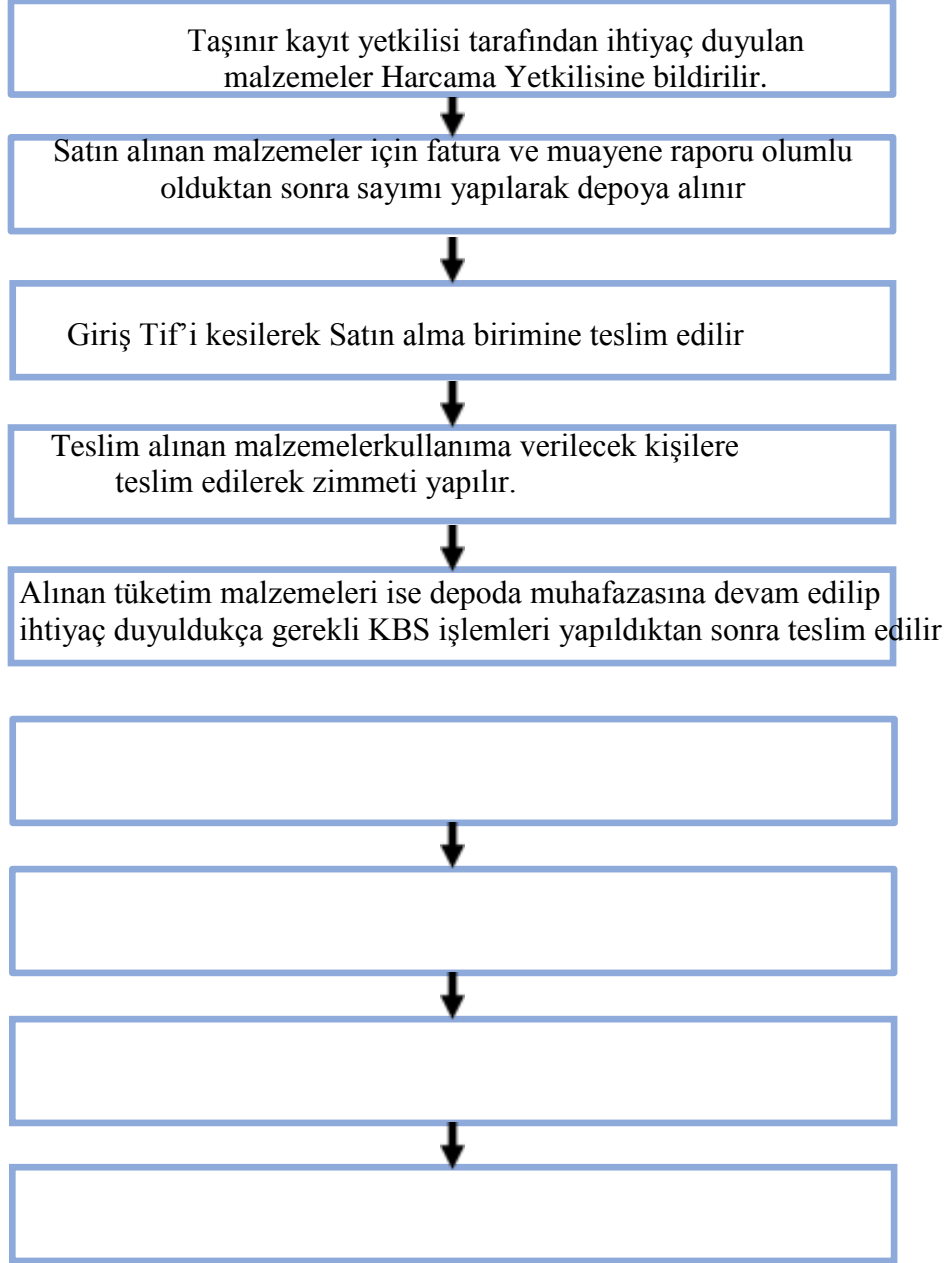 Taşınır kayıt yetkilisi tarafından ihtiyaç duyulan
malzemeler Harcama Yetkilisine bildirilir.
Satın alınan malzemeler için fatura ve muayene raporu olumlu
olduktan sonra sayımı yapılarak depoya alınır
Giriş Tif’i kesilerek Satın alma birimine teslim edilir
Teslim alınan malzemelerkullanıma verilecek kişilere
teslim edilerek zimmeti yapılır.
Alınan tüketim malzemeleri ise depoda muhafazasına devam edilip
ihtiyaç duyuldukça gerekli KBS işlemleri yapıldıktan sonra teslim edilir